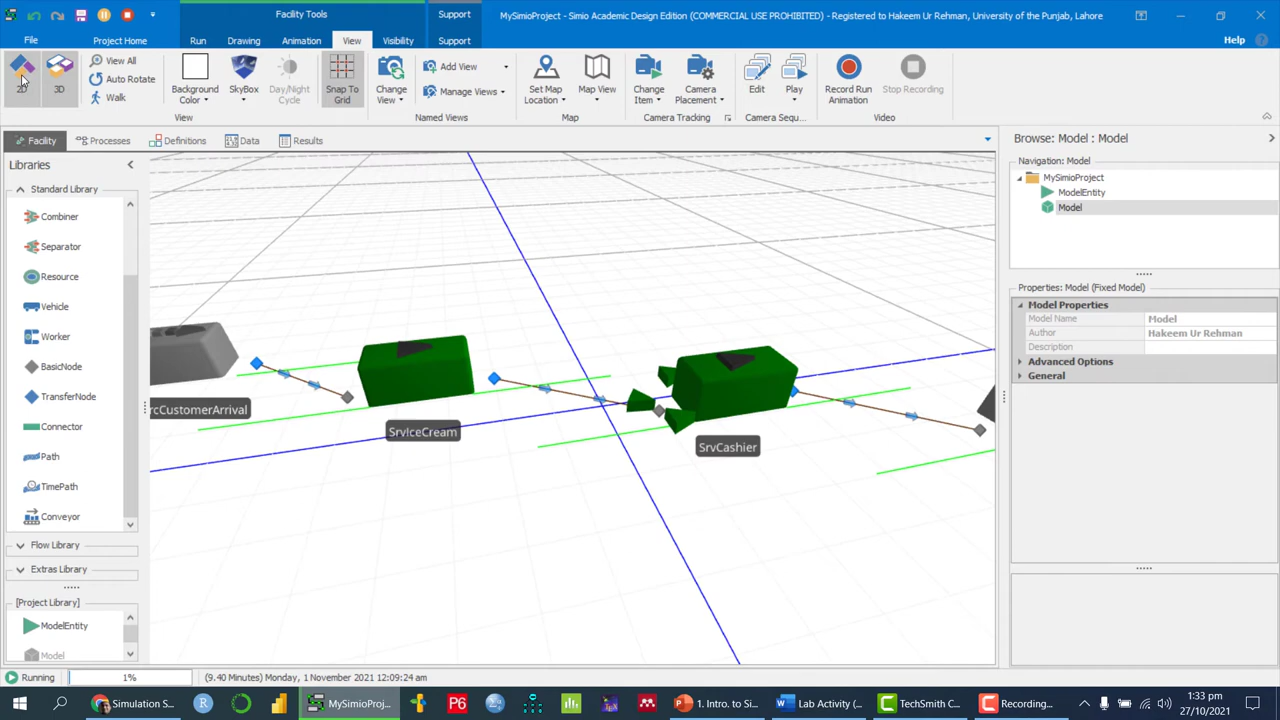 Facility Tools
Support
MySimioProject - Simio Academic Design Edition (COMMERCIAL USE PROHIBITED) - Registered to Hakeem Ur Rehman, University of the Punjab, Lahore
File
Project Home
Run
Drawing
Animation
View
Visibility
Support
Help
2D
3D
View All
Auto Rotate
Walk
Background Color
SkyBox
Day/Night Cycle
Snap To Grid
Change View
Add View
Manage Views
Set Map Location
Map View
Change Item
Camera Placement
Edit
Play
Record Run Animation
Stop Recording
View
Named Views
Map
Camera Tracking
Camera Sequ...
Video
Facility
Processes
Definitions
Data
Results
Libraries
Standard Library
Combiner
Separator
Resource
Vehicle
Worker
BasicNode
TransferNode
Connector
Path
TimePath
Conveyor
Flow Library
Extras Library
[Project Library]
ModelEntity
Model
rcCustomerArrival
SrvIceCream
SrvCashier
Browse: Model : Model
Navigation: Model
MySimioProject
ModelEntity
Model
Properties: Model (Fixed Model)
Model Properties
Model Name Model
Author Hakeem Ur Rehman
Description
Advanced Options
General
Running
1%
(9.40 Minutes) Monday, 1 November 2021 12:09:24 am
Simulation S...
MySimioProj...
1. Intro. to Si...
Lab Activity (...
TechSmith C...
Recording...
1:33 pm
27/10/2021